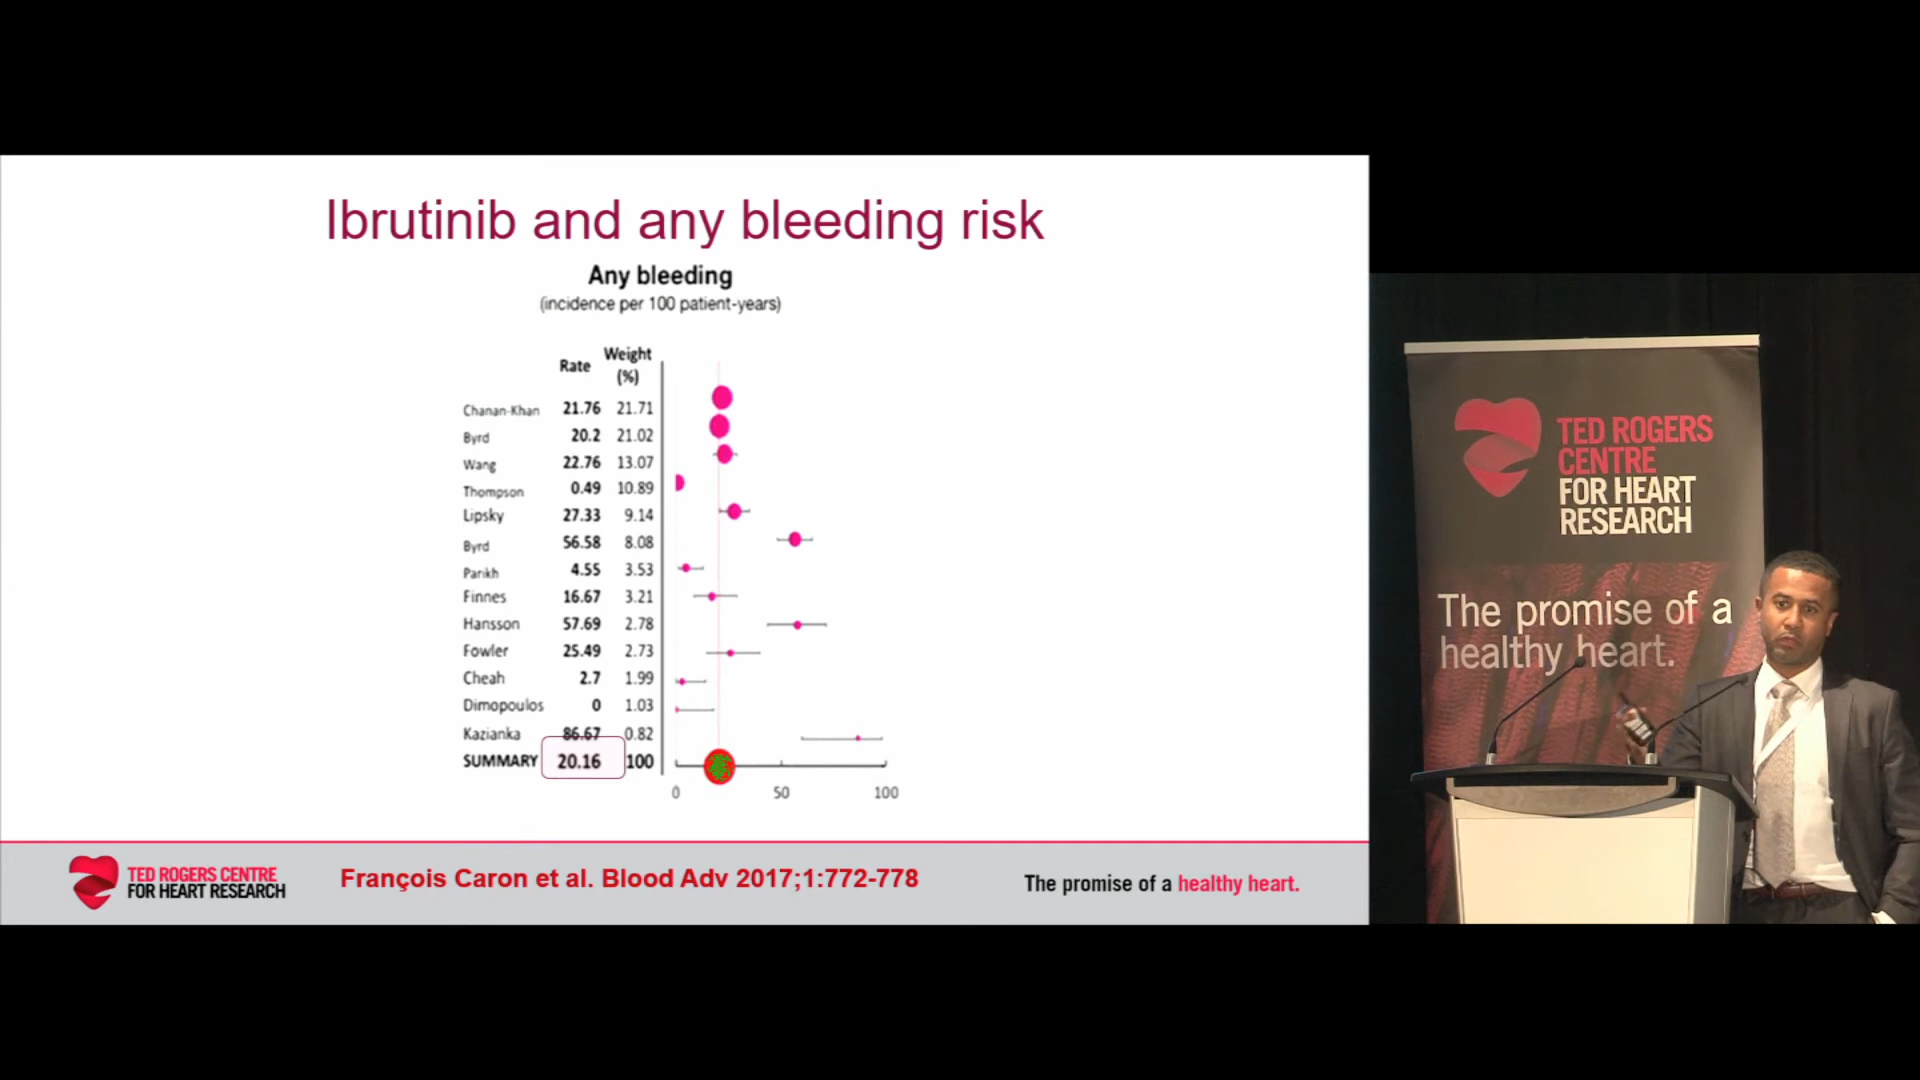 Ibrutinib and any bleeding risk
Any bleeding
(incidence per 100 patient-years)
Rate Weight (%)
Chanan-Khan 21.76 21.71
Byrd 20.2 21.02
Wang 22.76 13.07
Thompson 0.49 10.89
Lipsky 27.33 9.14
Byrd 56.58 8.08
Parikh 4.55 3.53
Finnes 16.67 3.21
Hansson 57.69 2.78
Fowler 25.49 2.73
Cheah 2.7 1.99
Dimopoulos 0 1.03
Kazianka 86.67 0.82
SUMMARY 20.16 100
0 50 100
TED ROGERS CENTRE
FOR HEART RESEARCH
François Caron et al. Blood Adv 2017;1:772-778
The promise of a healthy heart.
TED ROGERS
CENTRE
FOR HEART
RESEARCH
The promise of a
healthy heart.